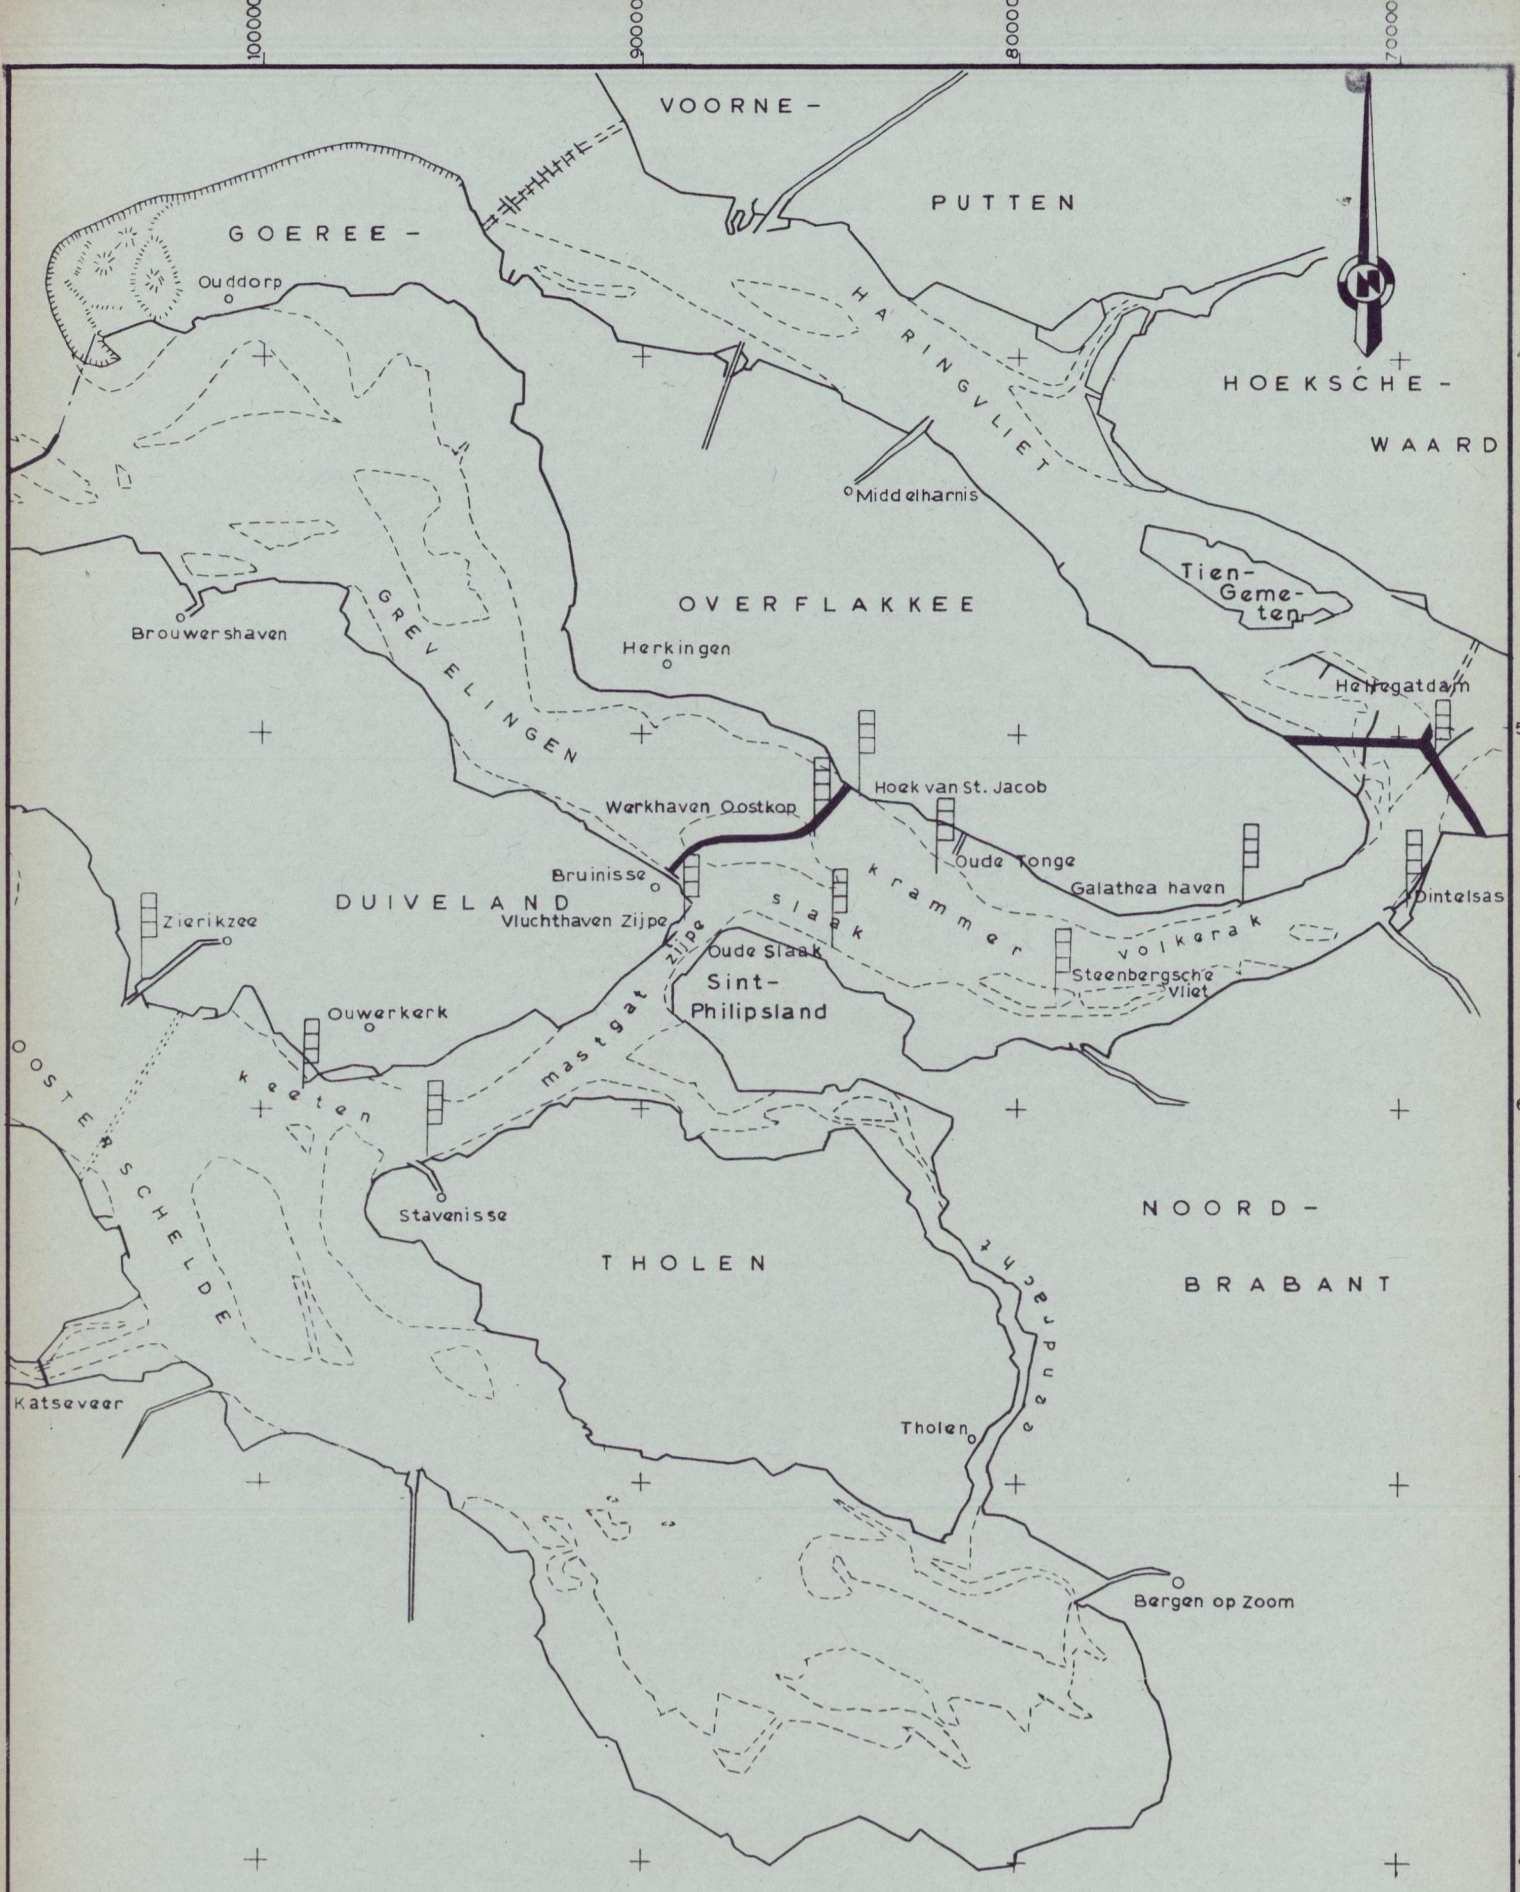 100000
90000
80000
70000
VOORNE -
PUTTEN
GOEREE -
Ouddorp
HARINGVLIET
N
HOEKSCHE -
WAARD
Middelharnis
Tien-
Geme-
ten
OVERFLAKKEE
Brouwershaven
GREVELINGEN
Herkingen
Hellegatdam
Hoek van St. Jacob
Werkhaven Oostkop
Oude Tonge
Bruinisse
Galathea haven
Dintelsas
DUIVELAND
Vluchthaven Zijpe
Zierikzee
krammer
slaak
zijpe
volkerak
Oude Slaak
Sint-
Philipsland
Steenbergsche
Vliet
Ouwerkerk
mastgat
keeten
OOSTERSCHELDE
Stavenisse
THOLEN
NOORD-
BRABANT
eendracht
Katseveer
Tholen
Bergen op Zoom